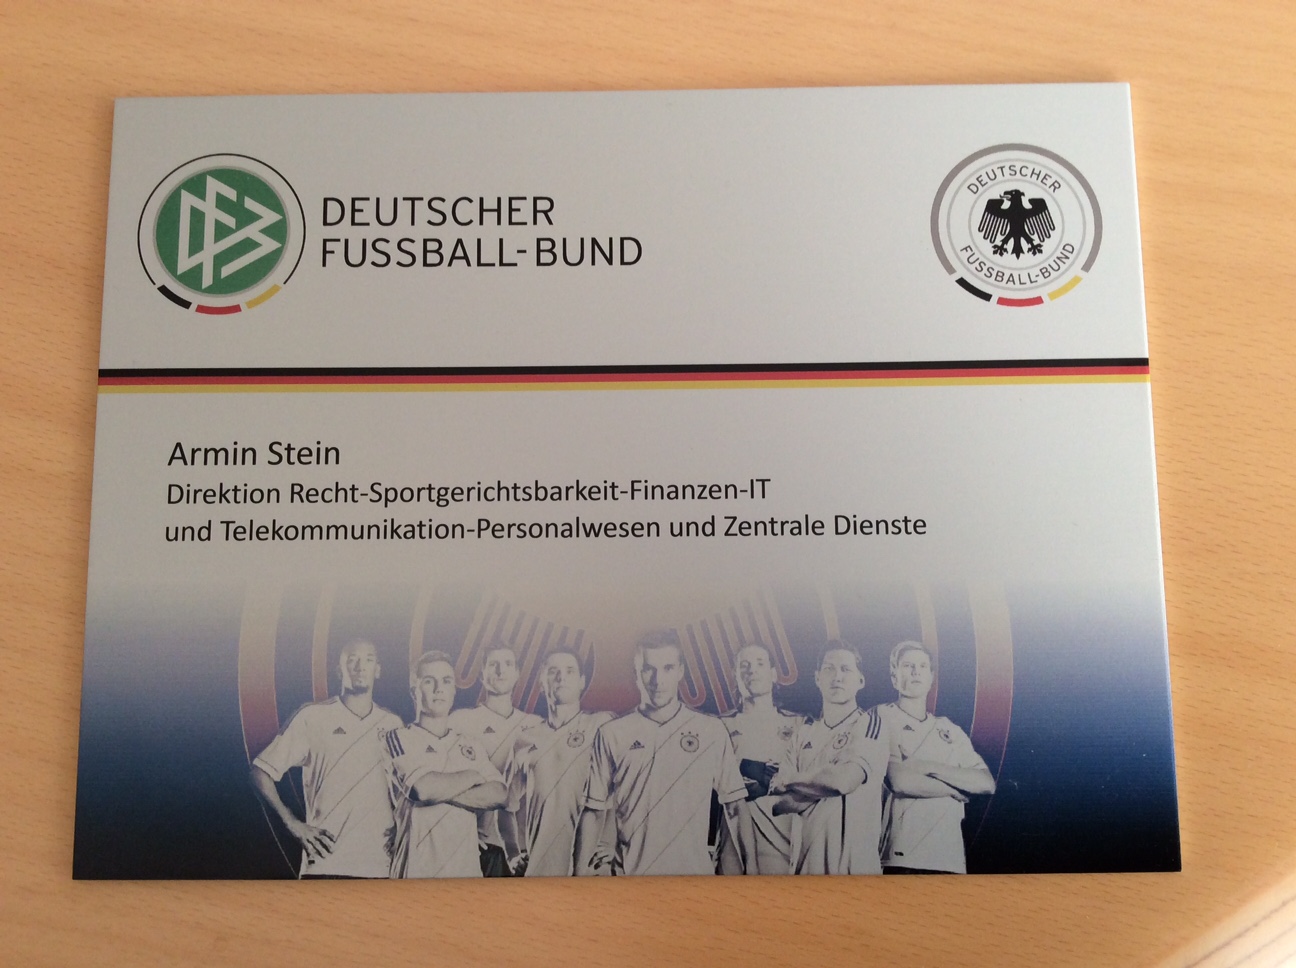 DFB
DEUTSCHER
FUSSBALL-BUND
DEUTSCHER
FUSSBALL-BUND
Armin Stein
Direktion Recht-Sportgerichtsbarkeit-Finanzen-IT
und Telekommunikation-Personalwesen und Zentrale Dienste